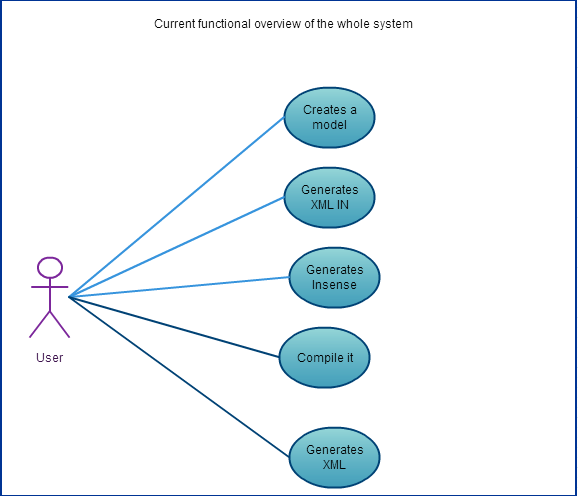 Current functional overview of the whole system
Creates a
model
Generates
XML IN
Generates
Insense
Compile it
User
Generates
XML